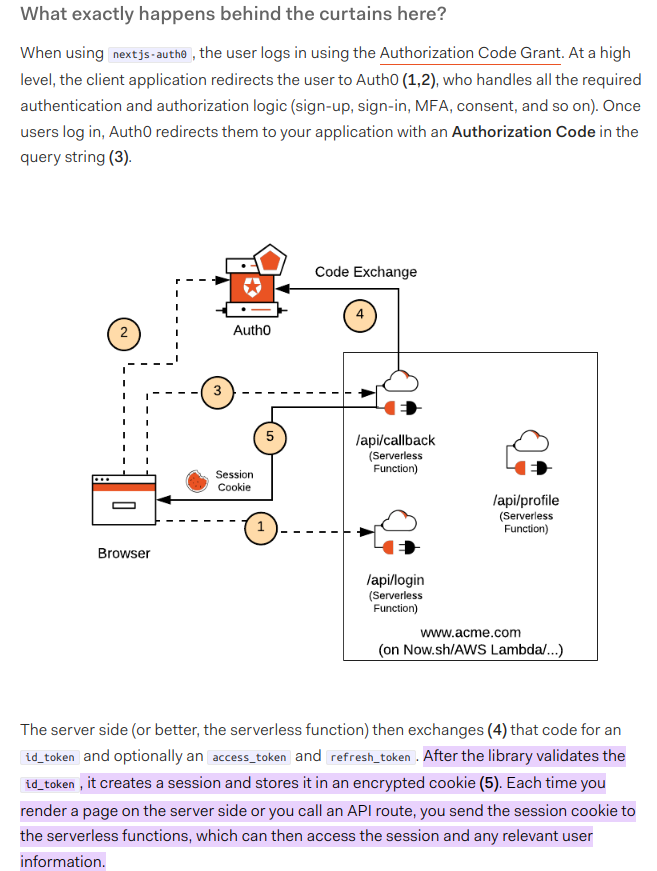 What exactly happens behind the curtains here?
When using nextjs-auth0, the user logs in using the Authorization Code Grant. At a high
level, the client application redirects the user to Auth0 (1,2), who handles all the required
authentication and authorization logic (sign-up, sign-in, MFA, consent, and so on). Once
users log in, Auth0 redirects them to your application with an Authorization Code in the
query string (3).
Code Exchange
4
Auth0
2
3
5
/api/callback
(Serverless
Function)
Session
Cookie
/api/profile
(Serverless
Function)
1
Browser
/api/login
(Serverless
Function)
www.acme.com
(on Now.sh/AWS Lambda/...)
The server side (or better, the serverless function) then exchanges (4) that code for an
id_token and optionally an access_token and refresh_token. After the library validates the
id_token, it creates a session and stores it in an encrypted cookie (5). Each time you
render a page on the server side or you call an API route, you send the session cookie to
the serverless functions, which can then access the session and any relevant user
information.